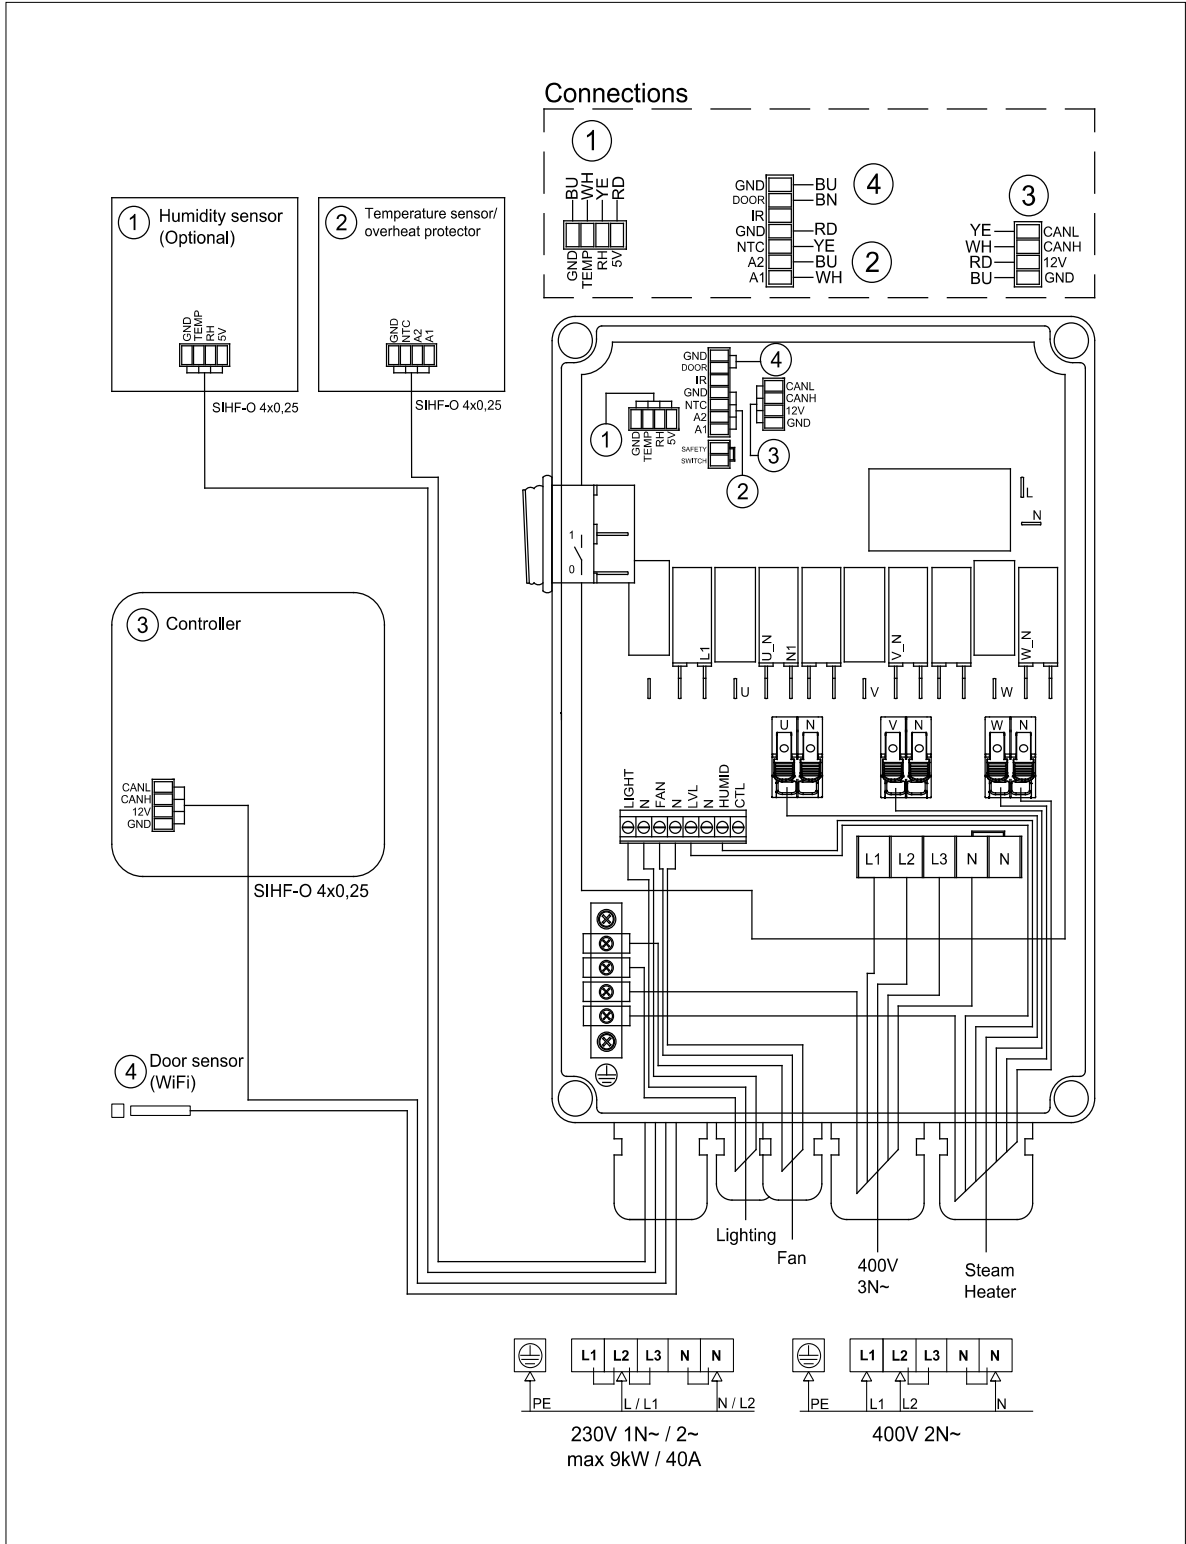 Connections
1
BU
WH
YE
RD
GND
TEMP
RH
5V
GND
DOOR
IR
GND
NTC
A2
A1
BU
BN
RD
YE
BU
WH
4
2
3
YE
WH
RD
BU
CANL
CANH
12V
GND
1
Humidity sensor
(Optional)
GND
TEMP
RH
5V
SIHF-O 4x0,25
2
Temperature sensor/
overheat protector
GND
NTC
A2
A1
SIHF-O 4x0,25
GND
DOOR
IR
GND
NTC
A2
A1
4
CANL
CANH
12V
GND
1
GND
TEMP
RH
5V
SAFETY
SWITCH
3
2
L
N
1
0
L1
U_N
N1
V_N
W_N
U
V
W
U N
V N
W N
3
Controller
CANL
CANH
12V
GND
SIHF-O 4x0,25
LIGHT
N
FAN
N
LVL
N
HUMID
CTL
L1 L2 L3 N N
4
Door sensor
(WiFi)
Lighting
Fan
400V
3N~
Steam
Heater
L1 L2 L3 N N
PE L / L1 N / L2
230V 1N~ / 2~
max 9kW / 40A
L1 L2 L3 N N
PE L1 L2 N
400V 2N~